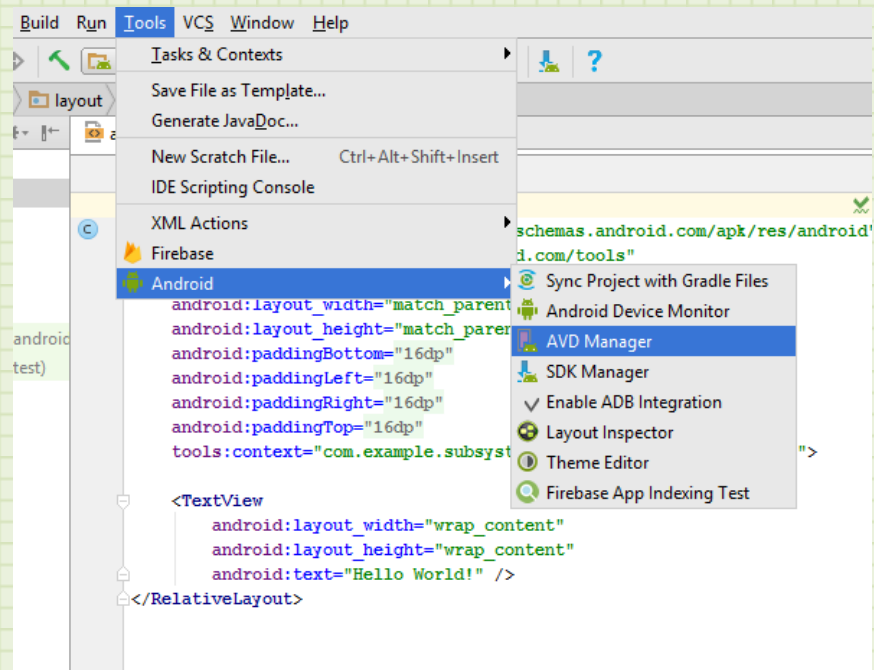 Build Run Tools VCS Window Help
Tasks & Contexts
layout
Save File as Template...
Generate JavaDoc...
a
New Scratch File... Ctrl+Alt+Shift+Insert
IDE Scripting Console
XML Actions
schemas.android.com/apk/res/android"
C
Firebase
d.com/tools"
Android
Sync Project with Gradle Files
android:layout_width="match_parent
Android Device Monitor
android:layout_height="match_paren
android
AVD Manager
android:paddingBottom="16dp"
test)
SDK Manager
android:paddingLeft="16dp"
Enable ADB Integration
android:paddingRight="16dp"
Layout Inspector
android:paddingTop="16dp"
tools:context="com.example.subsyst
">
Theme Editor
Firebase App Indexing Test
<TextView
android:layout_width="wrap_content"
android:layout_height="wrap_content"
android:text="Hello World!" />
</RelativeLayout>